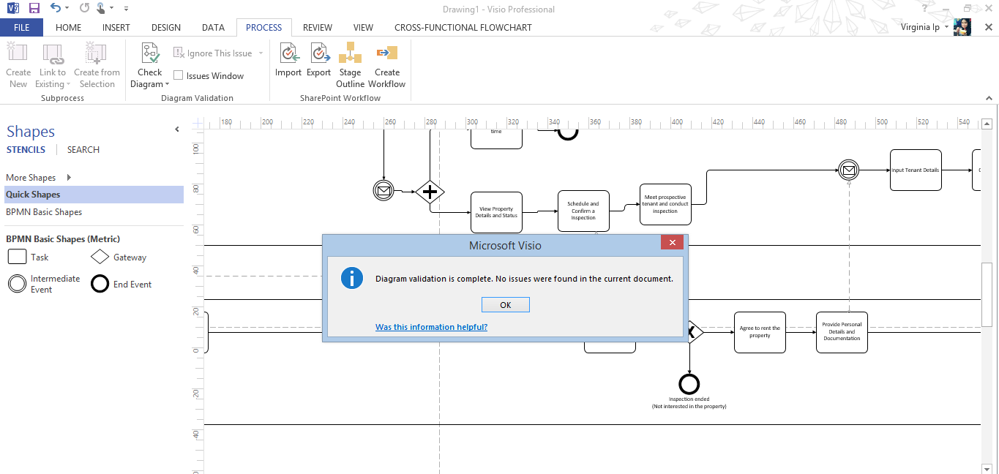 Drawing1 - Visio Professional
?
FILE HOME INSERT DESIGN DATA PROCESS REVIEW VIEW CROSS-FUNCTIONAL FLOWCHART
Virginia Ip
Create New
Link to Existing
Create from Selection
Subprocess
Check Diagram
Ignore This Issue
Issues Window
Diagram Validation
Import
Export
Stage Outline
Create Workflow
SharePoint Workflow
Shapes
STENCILS SEARCH
More Shapes
Quick Shapes
BPMN Basic Shapes
BPMN Basic Shapes (Metric)
Task
Gateway
Intermediate Event
End Event
180 200 220 240 260 280 300 320 340 360 380 400 420 440 460 480 500 520 540
100
80
60
40
20
0
-20
-40
time
View Property
Details and Status
Schedule and
Confirm a
Inspection
Meet prospective
tenant and conduct
inspection
Input Tenant Details
Microsoft Visio
Diagram validation is complete. No issues were found in the current document.
OK
Was this information helpful?
X
Agree to rent the
property
Provide Personal
Details and
Documentation
Inspection ended
(Not interested in the property)